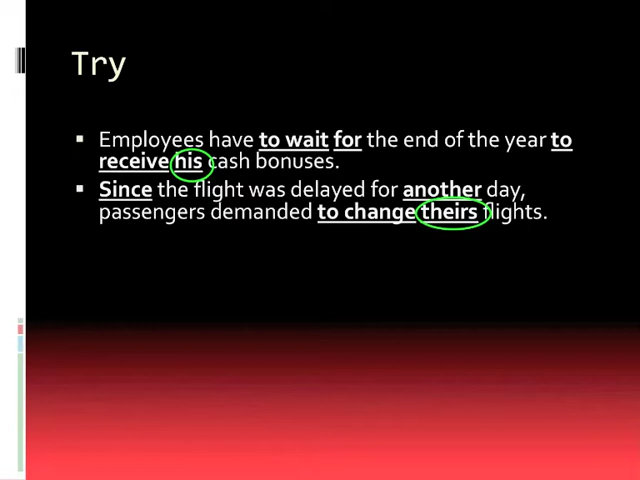 Try
▪ Employees have to wait for the end of the year to
receive his cash bonuses.
▪ Since the flight was delayed for another day,
passengers demanded to change theirs flights.